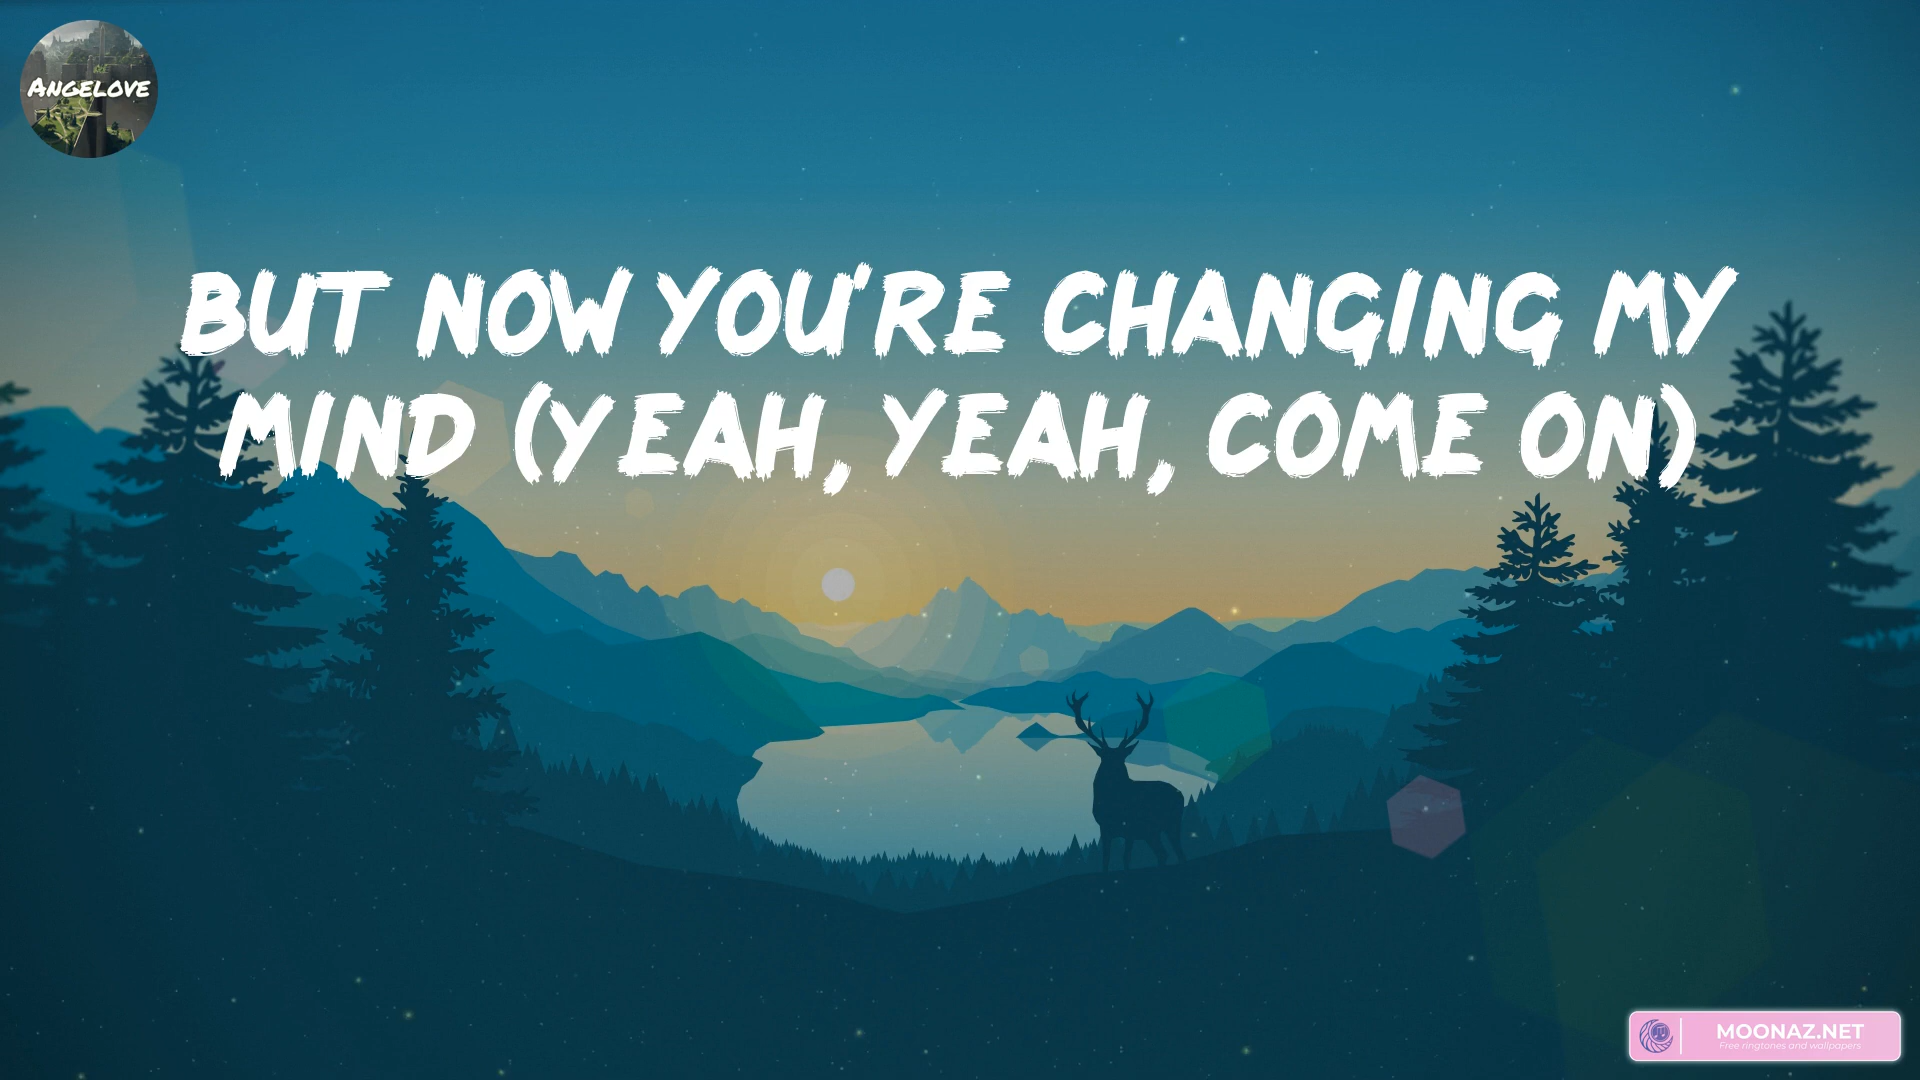 ANGELOVE
BUT NOW YOU'RE CHANGING MY
MIND (YEAH, YEAH, COME ON)
MOONAZ.NET
Free ringtones and wallpapers